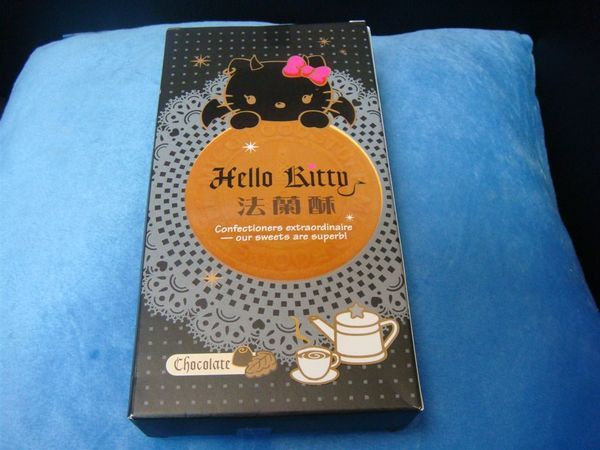 Hello Kitty
法蘭酥
Confectioners extraordinaire
— our sweets are superb!
Chocolate